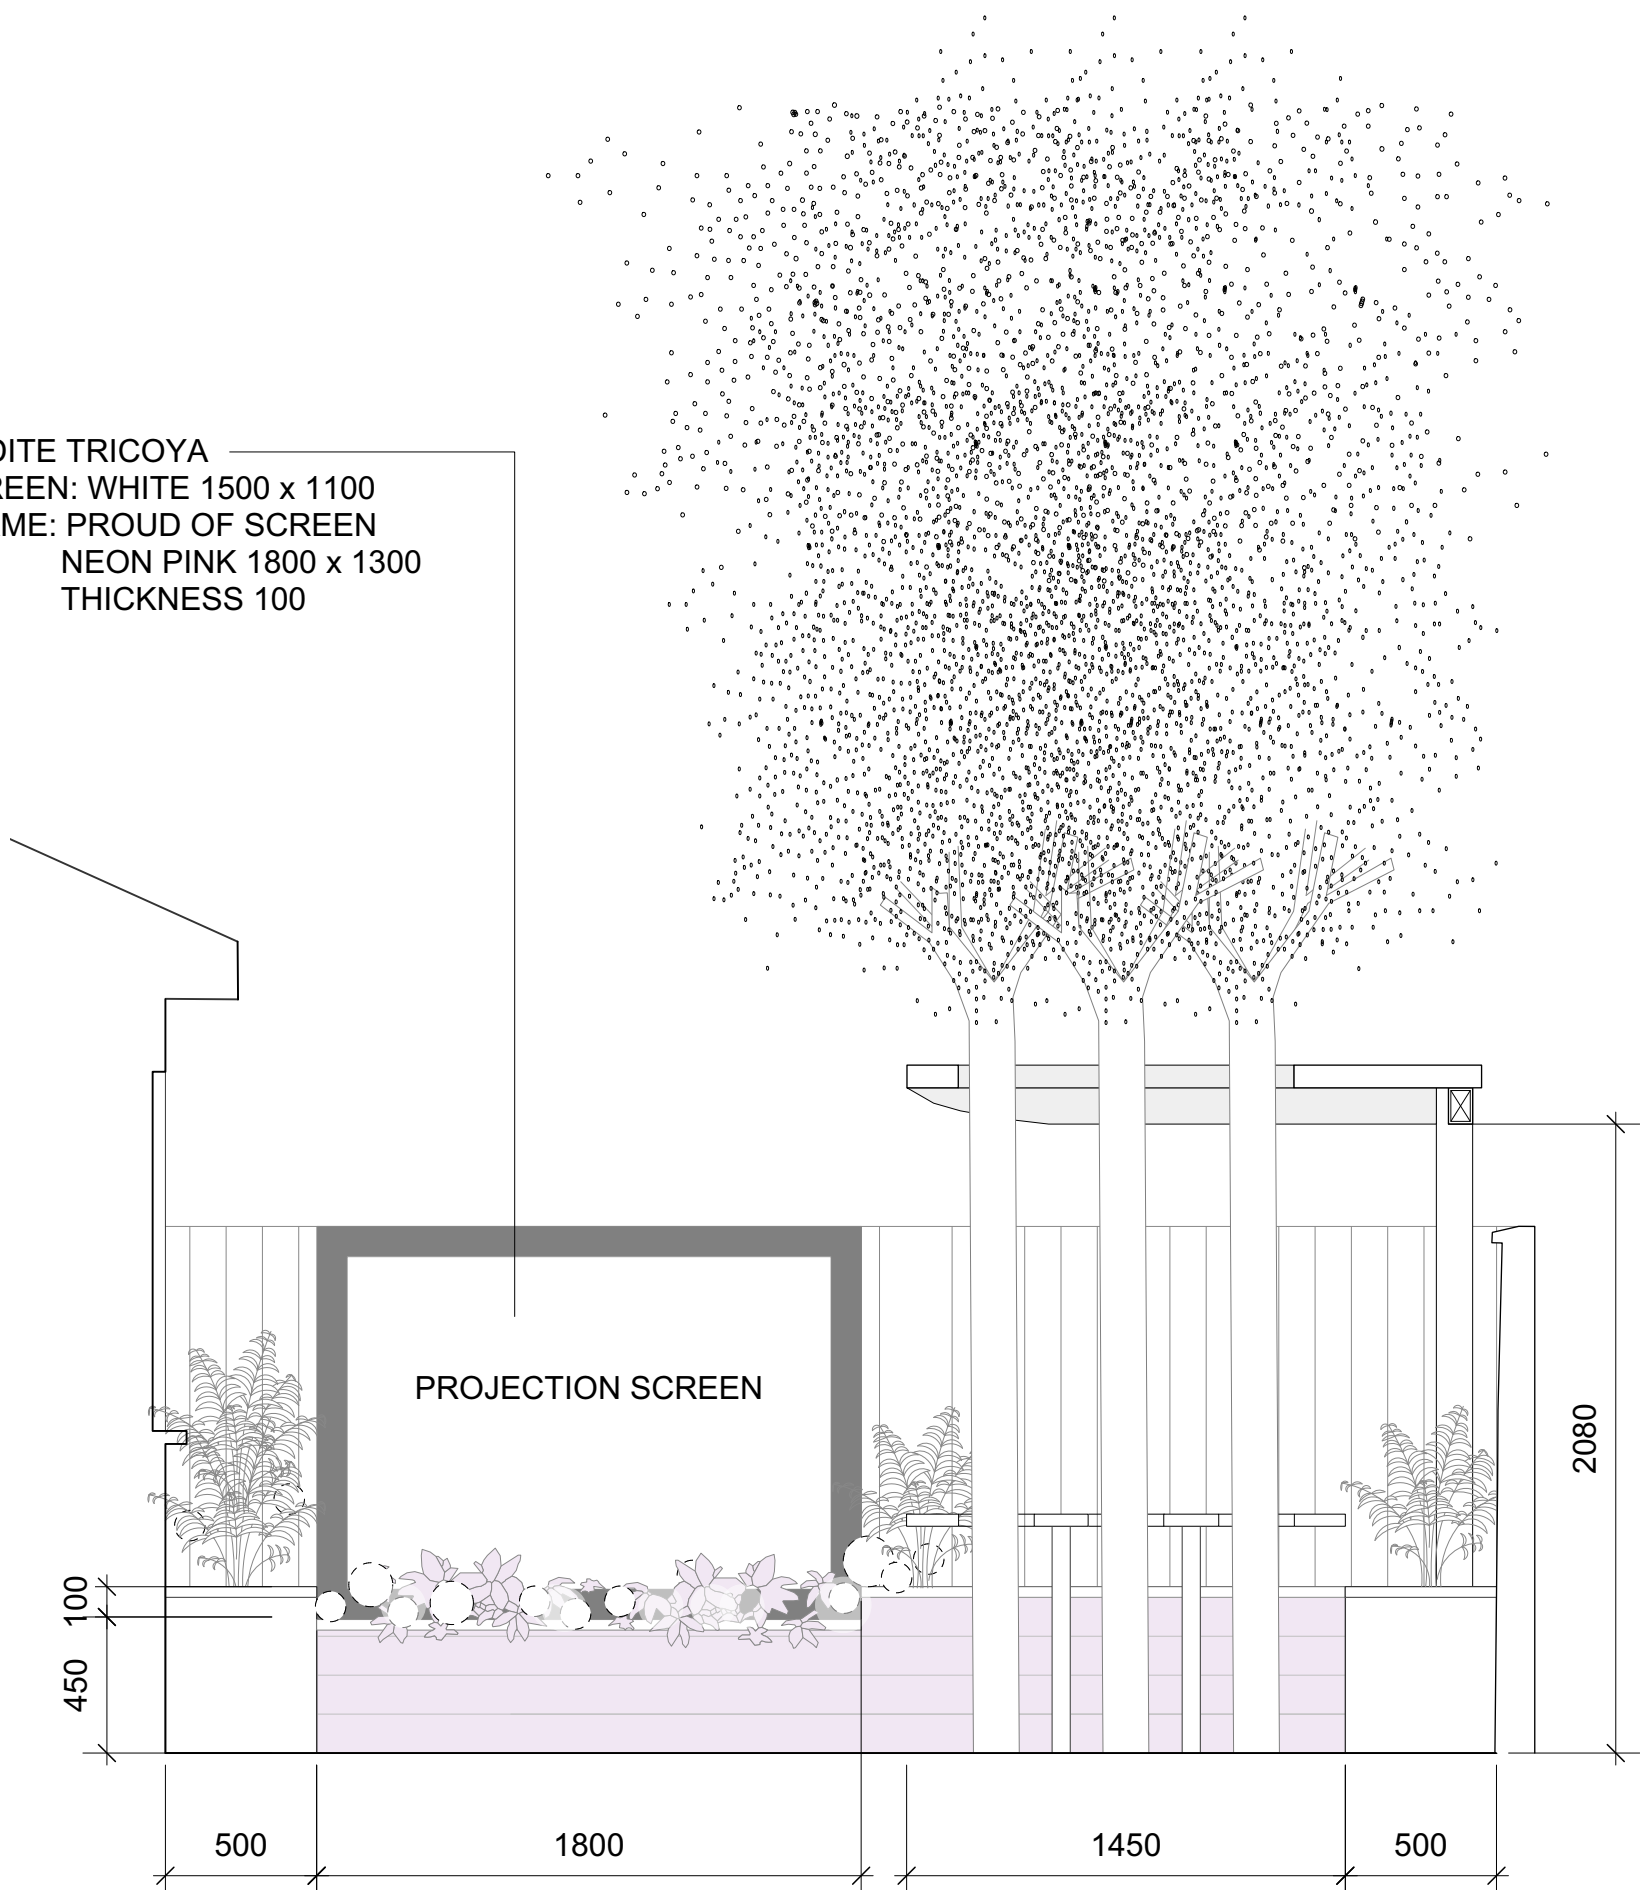 DITE TRICOYA
REEN: WHITE 1500 x 1100
ME: PROUD OF SCREEN
NEON PINK 1800 x 1300
THICKNESS 100
PROJECTION SCREEN
2080
100
450
500
1800
1450
500